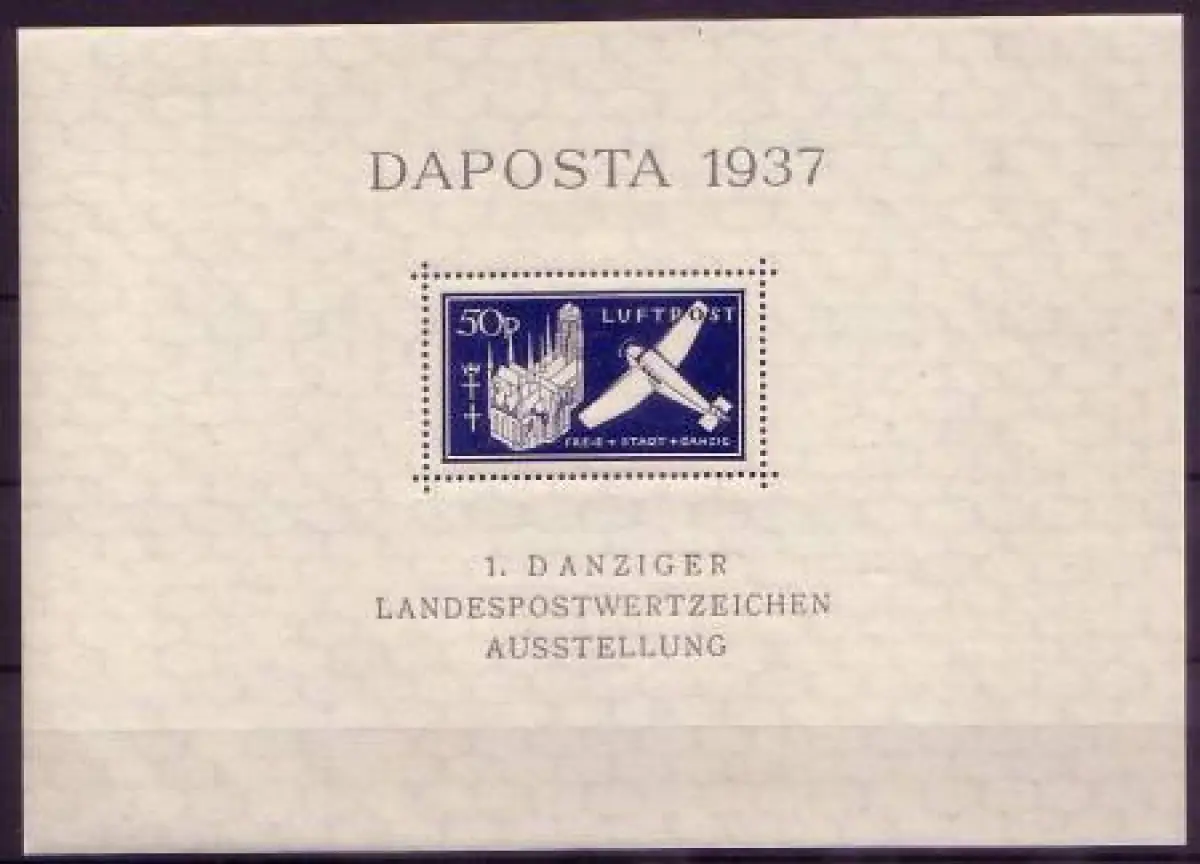 DAPOSTA 1937
50p
LUFTPOST
FREIE + STADT + DANZIG
1. DANZIGER
LANDESPOSTWERTZEICHEN
AUSSTELLUNG